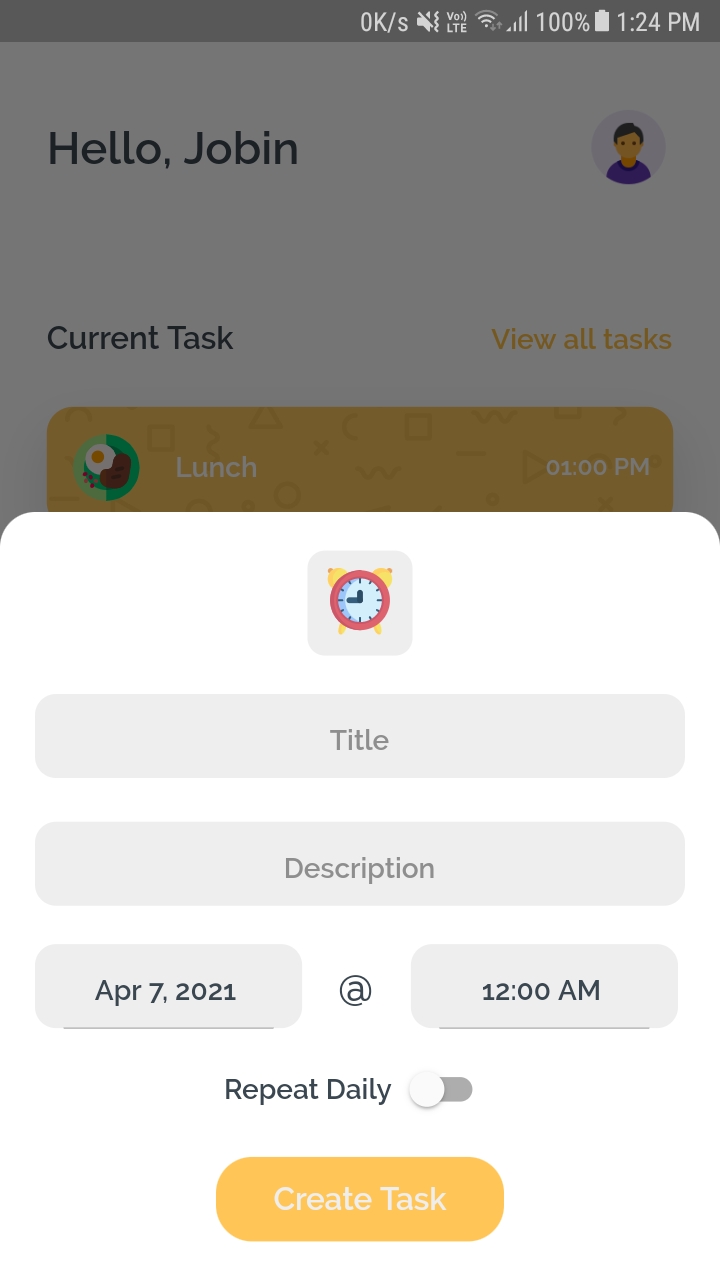 0K/s Vo)) LTE 100% 1:24 PM
Hello, Jobin
Current Task View all tasks
Lunch 01:00 PM
Title
Description
Apr 7, 2021 @ 12:00 AM
Repeat Daily
Create Task